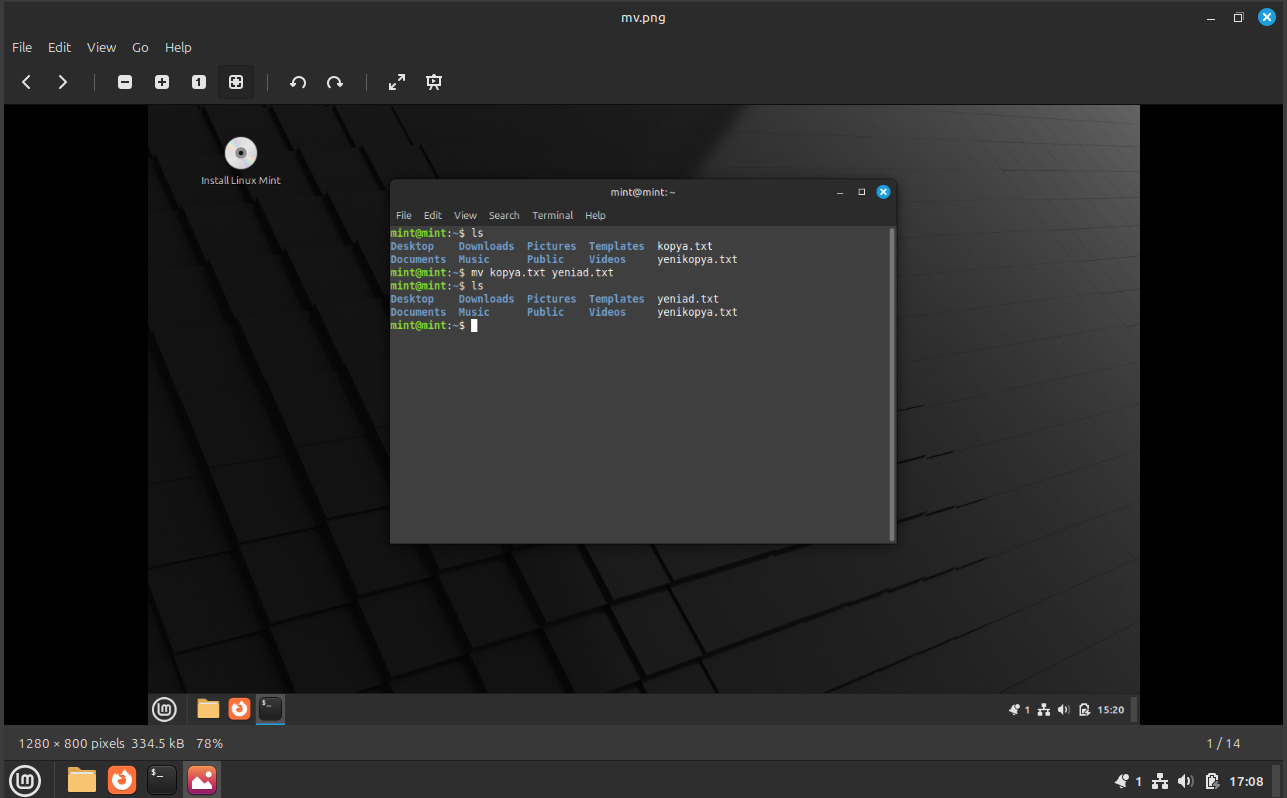 mv.png
File Edit View Go Help
1
Install Linux Mint
mint@mint: ~
File Edit View Search Terminal Help
mint@mint:~$ ls
Desktop Downloads Pictures Templates kopya.txt
Documents Music Public Videos yenikopya.txt
mint@mint:~$ mv kopya.txt yeniad.txt
mint@mint:~$ ls
Desktop Downloads Pictures Templates yeniad.txt
Documents Music Public Videos yenikopya.txt
mint@mint:~$
$_
1 15:20
1280 × 800 pixels 334.5 kB 78% 1 / 14
$_
1 17:08